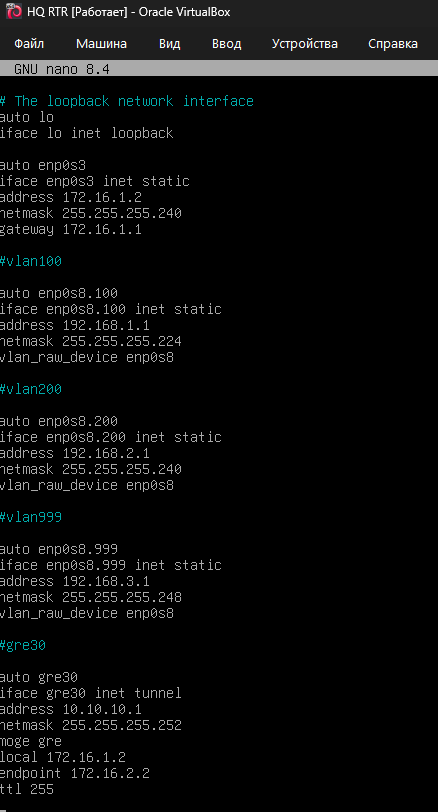 HQ RTR [Работает] - Oracle VirtualBox
Файл Машина Вид Ввод Устройства Справка
GNU nano 8.4
# The loopback network interface
auto lo
iface lo inet loopback
auto enp0s3
iface enp0s3 inet static
address 172.16.1.2
netmask 255.255.255.240
gateway 172.16.1.1
#vlan100
auto enp0s8.100
iface enp0s8.100 inet static
address 192.168.1.1
netmask 255.255.255.224
vlan_raw_device enp0s8
#vlan200
auto enp0s8.200
iface enp0s8.200 inet static
address 192.168.2.1
netmask 255.255.255.240
vlan_raw_device enp0s8
#vlan999
auto enp0s8.999
iface enp0s8.999 inet static
address 192.168.3.1
netmask 255.255.255.248
vlan_raw_device enp0s8
#gre30
auto gre30
iface gre30 inet tunnel
address 10.10.10.1
netmask 255.255.255.252
moge gre
local 172.16.1.2
endpoint 172.16.2.2
ttl 255